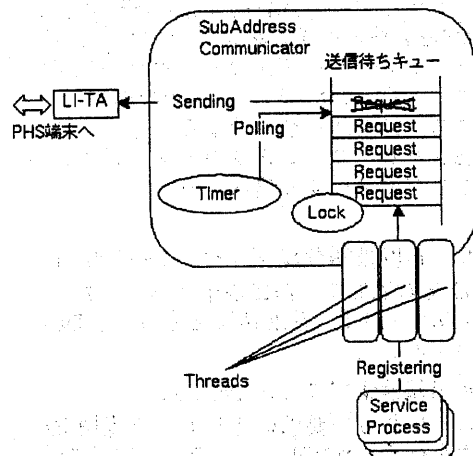 SubAddress
Communicator
送信待ちキュー
LI-TA
Sending
Request
PHS端末へ
Polling
Request
Request
Request
Timer
Request
Lock
Threads
Registering
Service
Process